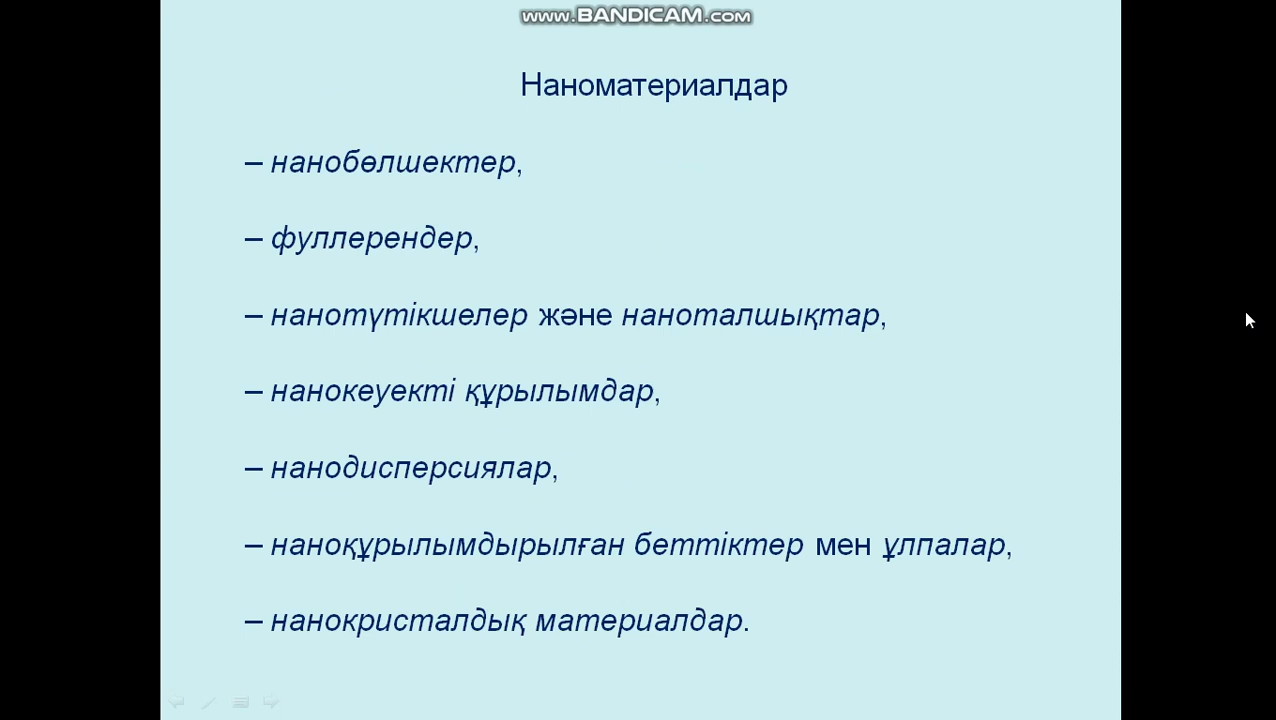 www.BANDICAM.com
Наноматериалдар
– нанобөлшектер,
– фуллерендер,
– нанотүтікшелер және наноталшықтар,
– нанокеуекті құрылымдар,
– нанодисперсиялар,
– наноқұрылымдырылған беттіктер мен ұлпалар,
– нанокристалдық материалдар.